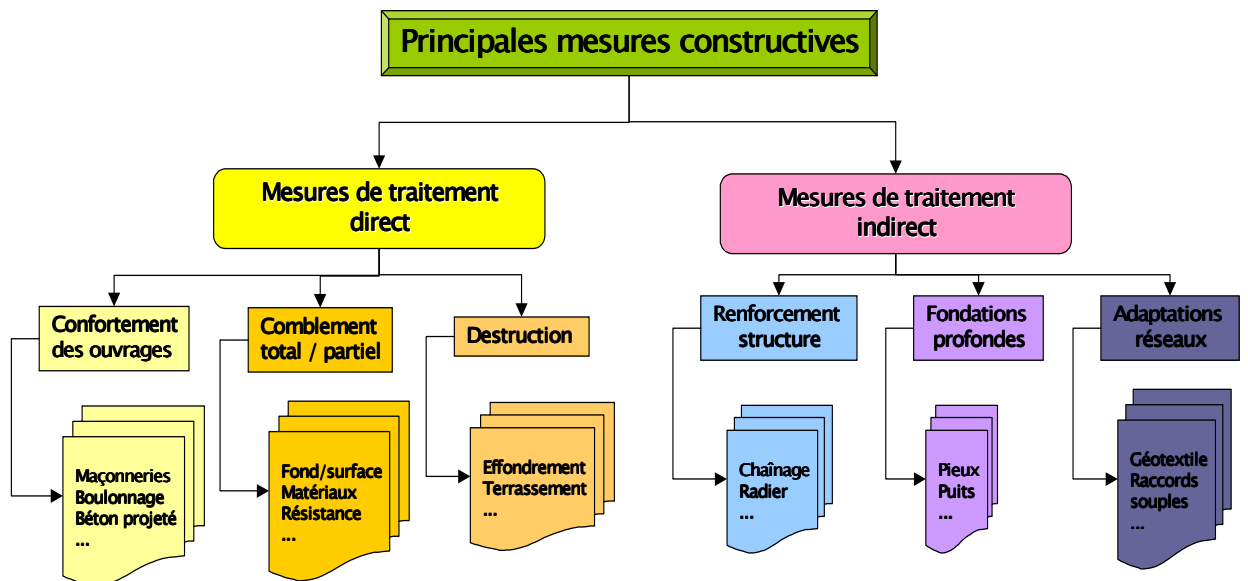 Principales mesures constructives
Mesures de traitement
direct
Mesures de traitement
indirect
Confortement
des ouvrages
Comblement
total / partiel
Destruction
Renforcement
structure
Fondations
profondes
Adaptations
réseaux
Maçonneries
Boulonnage
Béton projeté
...
Fond/surface
Matériaux
Résistance
...
Effondrement
Terrassement
...
Chaînage
Radier
...
Pieux
Puits
...
Géotextile
Raccords
souples
...